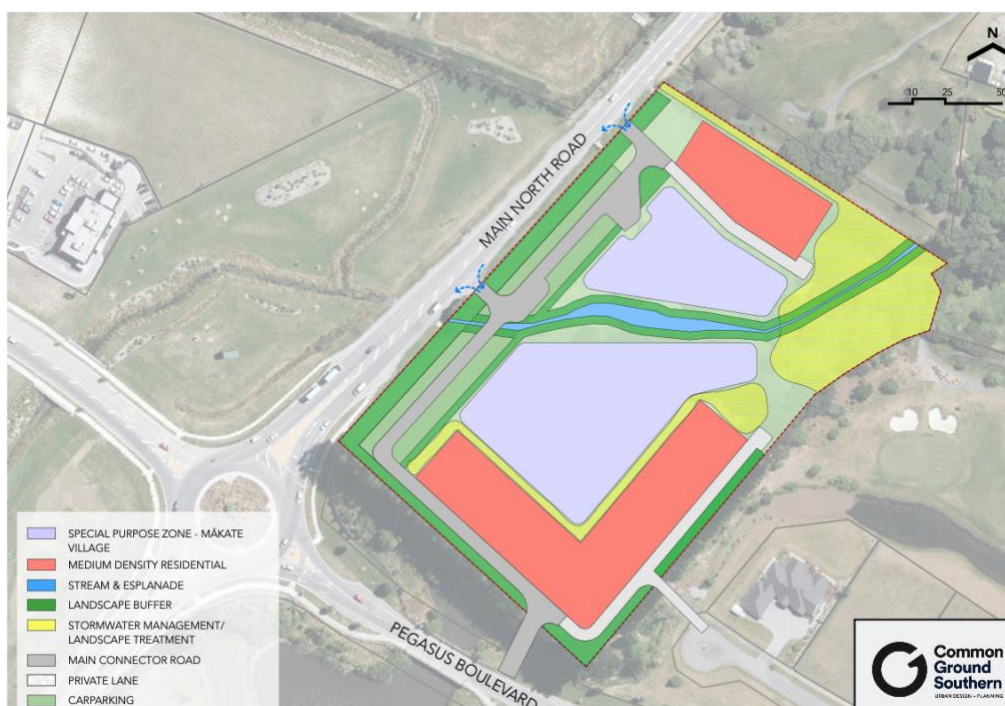 N
10 25 50
MAIN NORTH ROAD
PEGASUS BOULEVARD
SPECIAL PURPOSE ZONE - MĀKATE
VILLAGE
MEDIUM DENSITY RESIDENTIAL
STREAM & ESPLANADE
LANDSCAPE BUFFER
STORMWATER MANAGEMENT/
LANDSCAPE TREATMENT
MAIN CONNECTOR ROAD
PRIVATE LANE
CARPARKING
Common
Ground
Southern
URBAN DESIGN + PLANNING